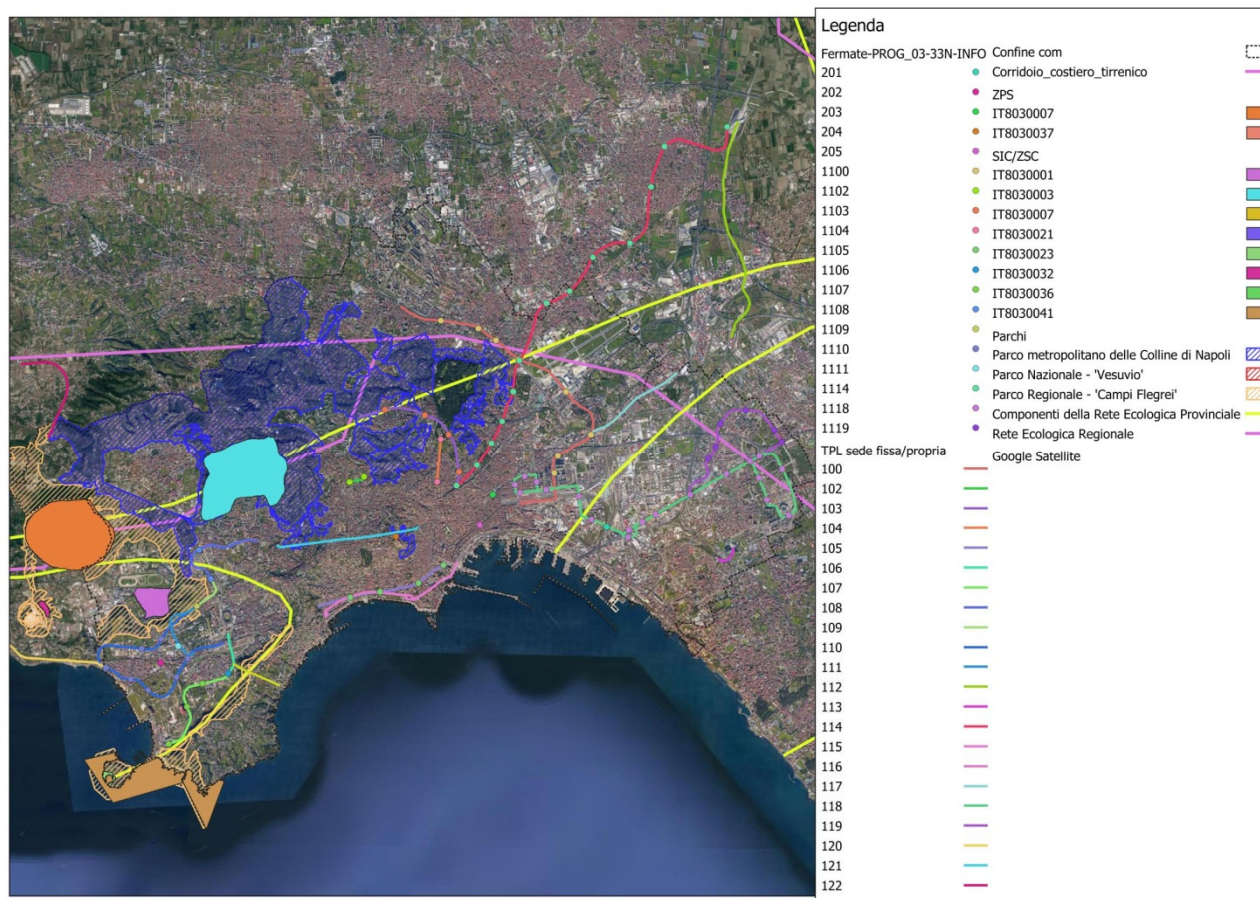 Legenda
Fermate-PROG_03-33N-INFO
201
202
203
204
205
1100
1102
1103
1104
1105
1106
1107
1108
1109
1110
1111
1114
1118
1119
TPL sede fissa/propria
100
102
103
104
105
106
107
108
109
110
111
112
113
114
115
116
117
118
119
120
121
122
Confine com
Corridoio_costiero_tirrenico
ZPS
IT8030007
IT8030037
SIC/ZSC
IT8030001
IT8030003
IT8030007
IT8030021
IT8030023
IT8030032
IT8030036
IT8030041
Parchi
Parco metropolitano delle Colline di Napoli
Parco Nazionale - 'Vesuvio'
Parco Regionale - 'Campi Flegrei'
Componenti della Rete Ecologica Provinciale
Rete Ecologica Regionale
Google Satellite